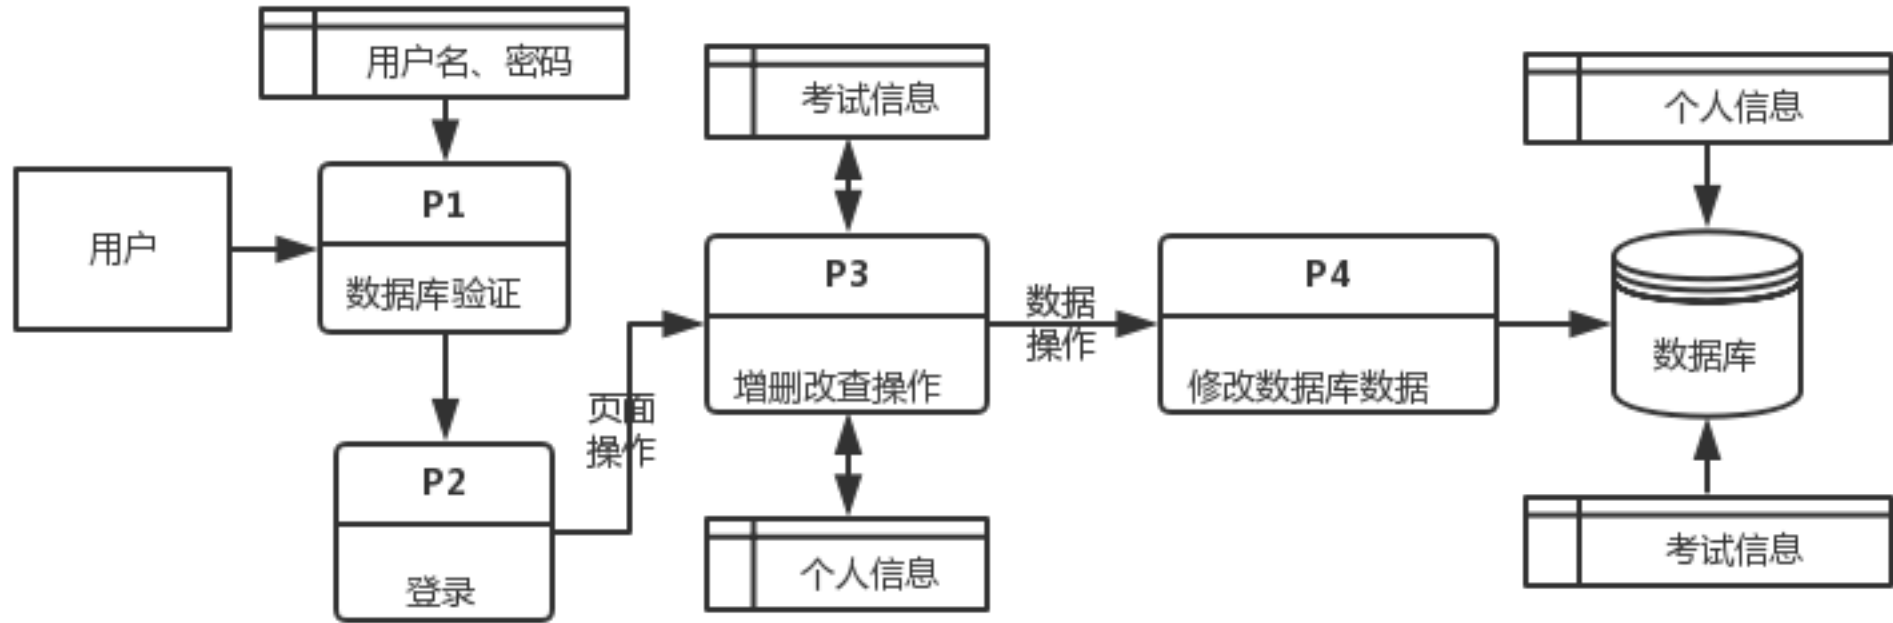 用户名、密码
用户
P1
数据库验证
P2
登录
页面
操作
考试信息
P3
增删改查操作
个人信息
数据
操作
P4
修改数据库数据
个人信息
数据库
考试信息